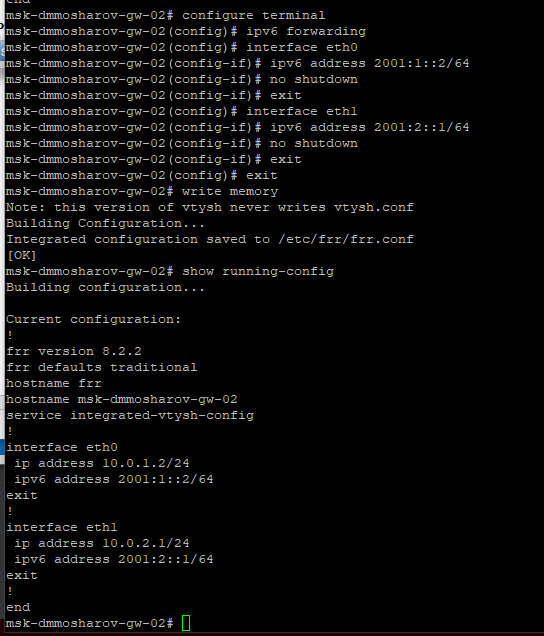 end
msk-dmmosharov-gw-02# configure terminal
msk-dmmosharov-gw-02(config)# ipv6 forwarding
msk-dmmosharov-gw-02(config)# interface eth0
msk-dmmosharov-gw-02(config-if)# ipv6 address 2001:1::2/64
msk-dmmosharov-gw-02(config-if)# no shutdown
msk-dmmosharov-gw-02(config-if)# exit
msk-dmmosharov-gw-02(config)# interface eth1
msk-dmmosharov-gw-02(config-if)# ipv6 address 2001:2::1/64
msk-dmmosharov-gw-02(config-if)# no shutdown
msk-dmmosharov-gw-02(config-if)# exit
msk-dmmosharov-gw-02(config)# exit
msk-dmmosharov-gw-02# write memory
Note: this version of vtysh never writes vtysh.conf
Building Configuration...
Integrated configuration saved to /etc/frr/frr.conf
[OK]
msk-dmmosharov-gw-02# show running-config
Building configuration...

Current configuration:
!
frr version 8.2.2
frr defaults traditional
hostname frr
hostname msk-dmmosharov-gw-02
service integrated-vtysh-config
!
interface eth0
 ip address 10.0.1.2/24
 ipv6 address 2001:1::2/64
exit
!
interface eth1
 ip address 10.0.2.1/24
 ipv6 address 2001:2::1/64
exit
!
end
msk-dmmosharov-gw-02#